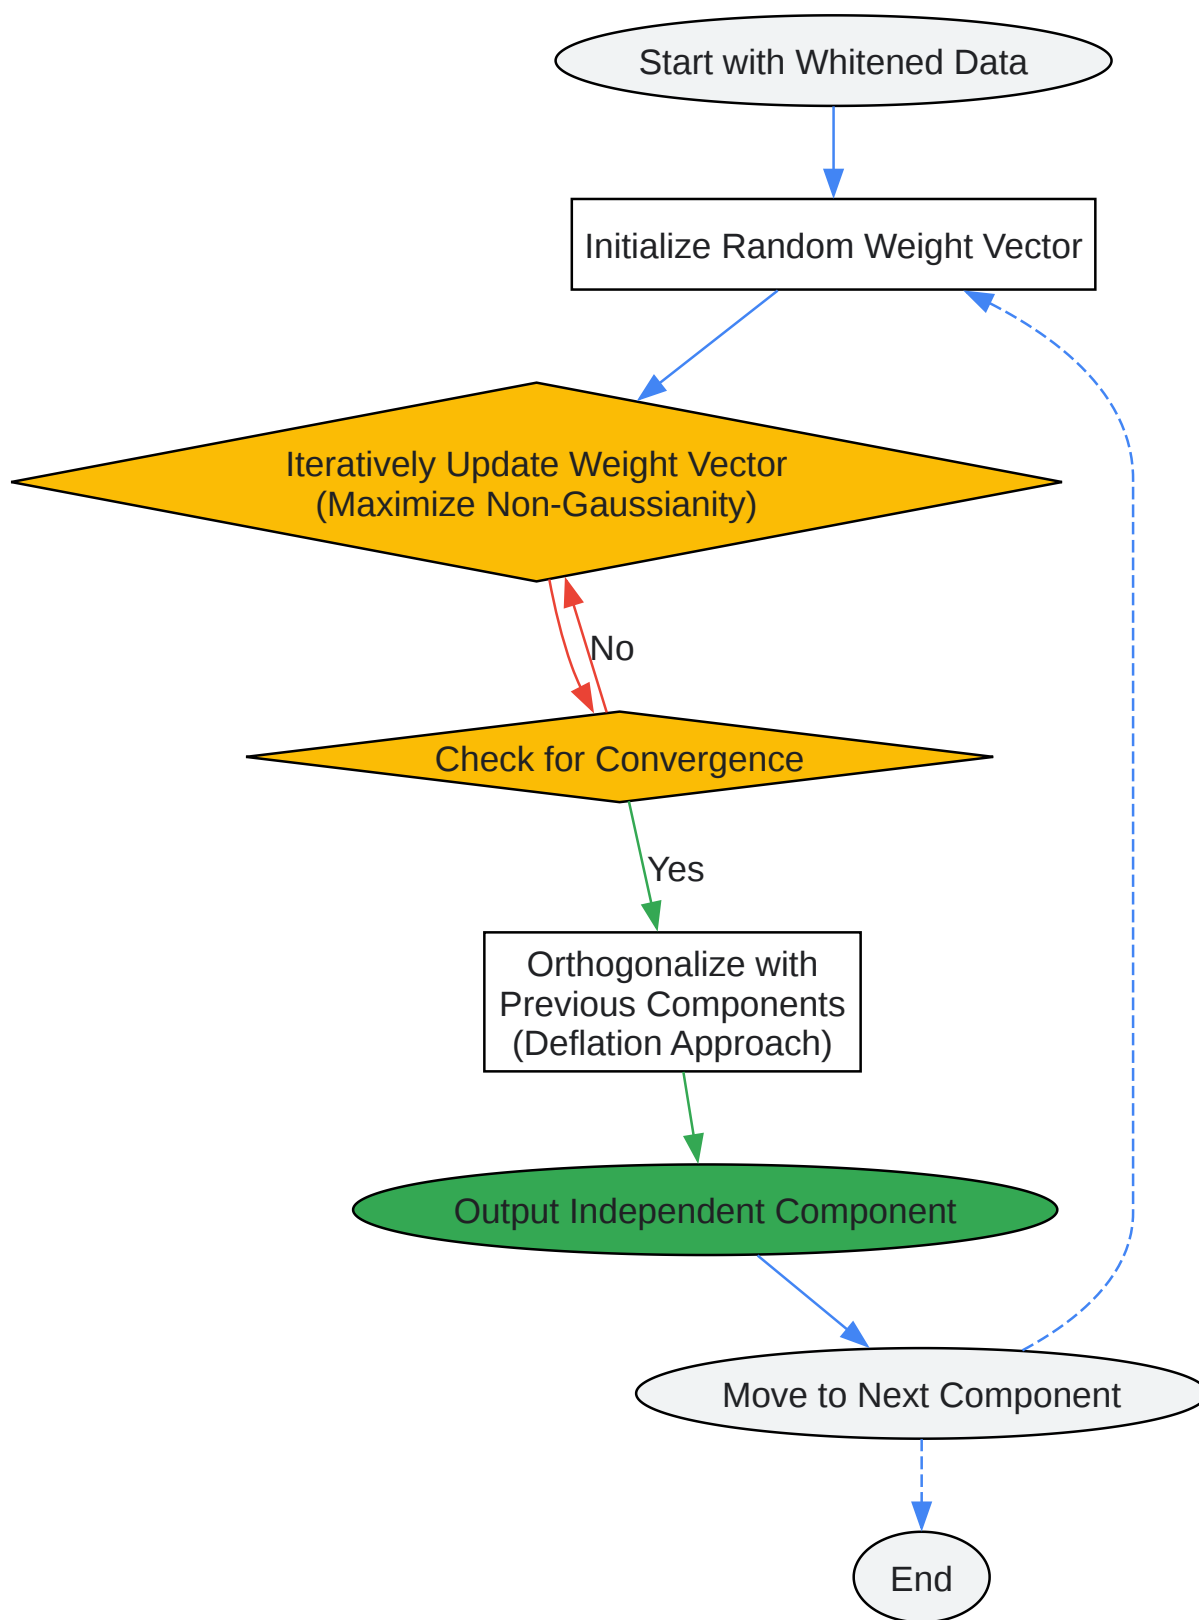 Start with Whitened Data
Initialize Random Weight Vector
Iteratively Update Weight Vector
(Maximize Non-Gaussianity)
No
Check for Convergence
Yes
Orthogonalize with
Previous Components
(Deflation Approach)
Output Independent Component
Move to Next Component
End